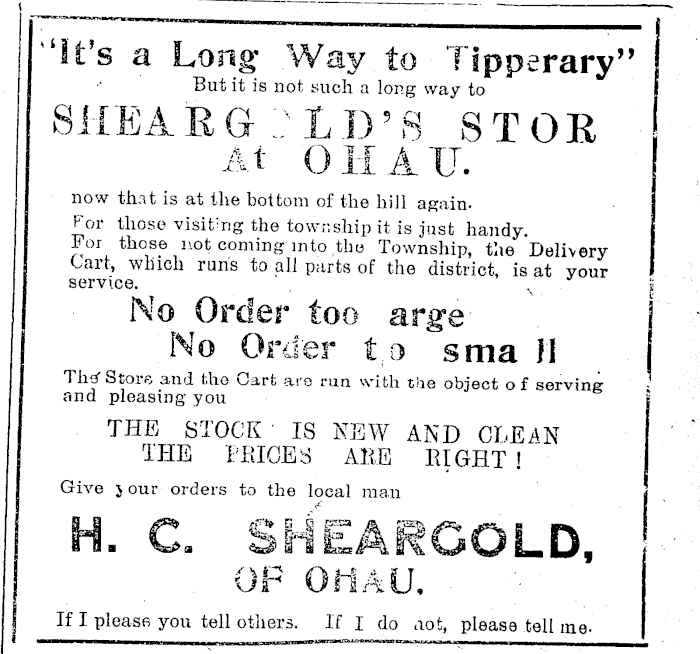 "It's a Long Way to Tipperary"
But it is not such a long way to
SHEARGOLD'S STOR
At OHAU.
now that is at the bottom of the hill again.
For those visiting the township it is just handy.
For those not coming into the Township, the Delivery
Cart, which runs to all parts of the district, is at your
service.
No Order too arge
No Order to sma ll
The Store and the Cart are run with the object of serving
and pleasing you
THE STOCK IS NEW AND CLEAN
THE PRICES ARE RIGHT!
Give your orders to the local man
H. C. SHEARGOLD,
OF OHAU.
If I please you tell others. If I do not, please tell me.